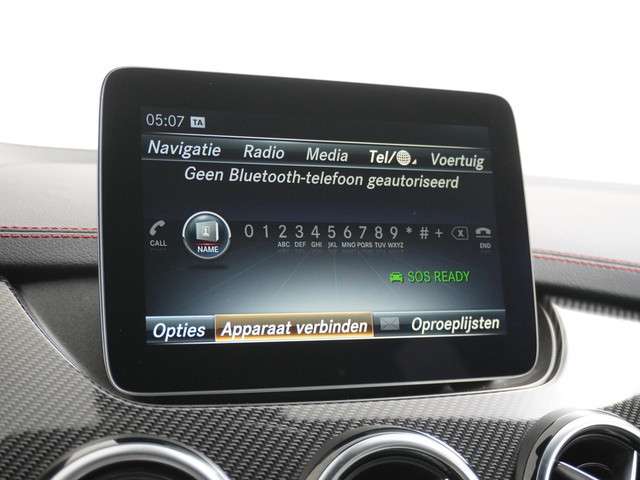 05:07 TA
Navigatie Radio Media Tel/ Voertuig
Geen Bluetooth-telefoon geautoriseerd
CALL NAME 0 1 2 3 4 5 6 7 8 9 * # + X END
ABC DEF GHI JKL MNO PQRS TUV WXYZ
SOS READY
Opties Apparaat verbinden Oproeplijsten